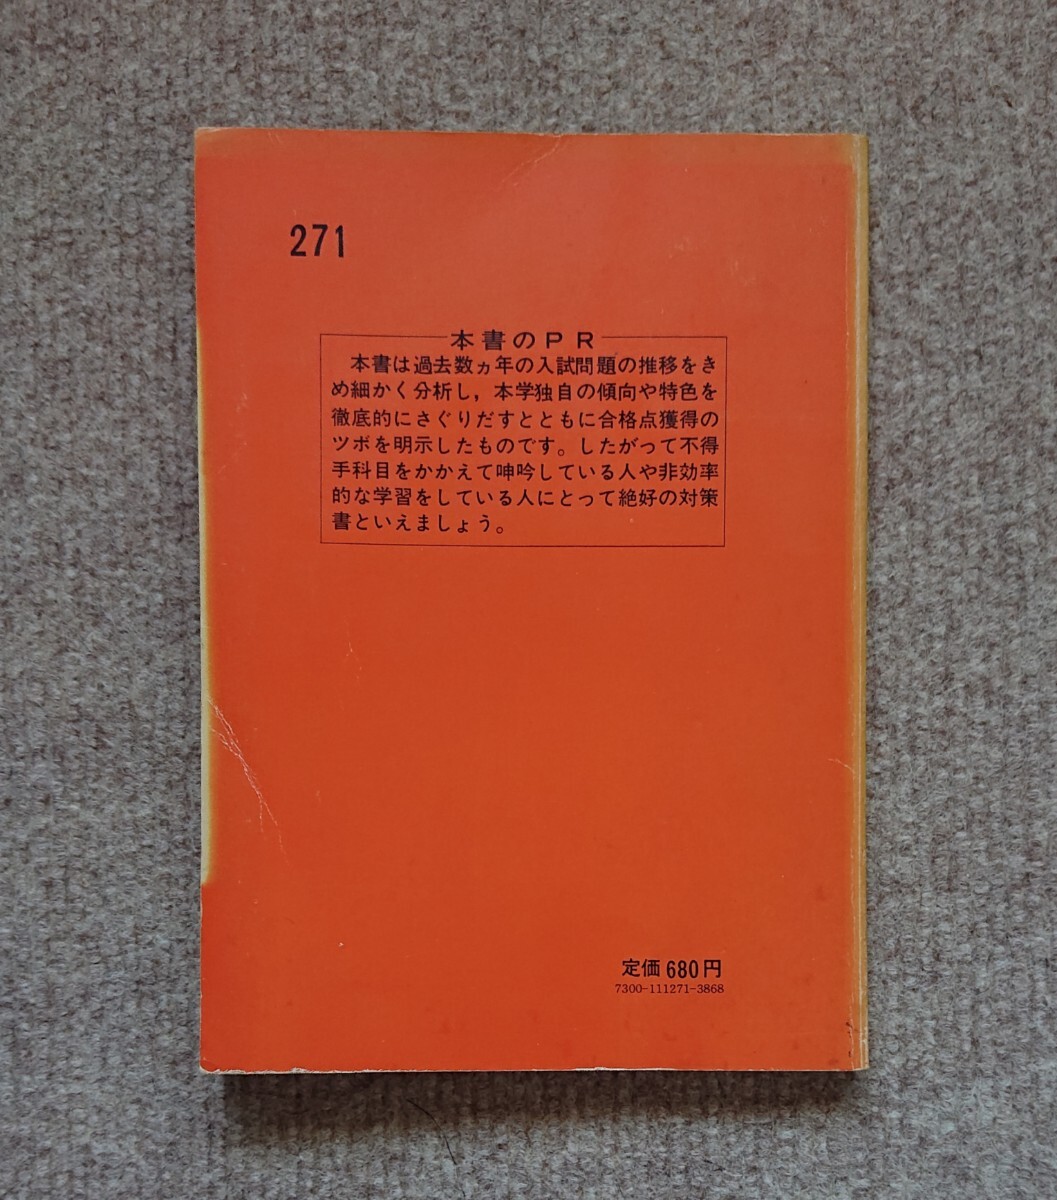 271
本書のＰＲ
本書は過去数ヵ年の入試問題の推移をき
め細かく分析し，本学独自の傾向や特色を
徹底的にさぐりだすとともに合格点獲得の
ツボを明示したものです。したがって不得
手科目をかかえて呻吟している人や非効率
的な学習をしている人にとって絶好の対策
書といえましょう。
定価680円
7300-111271-3868